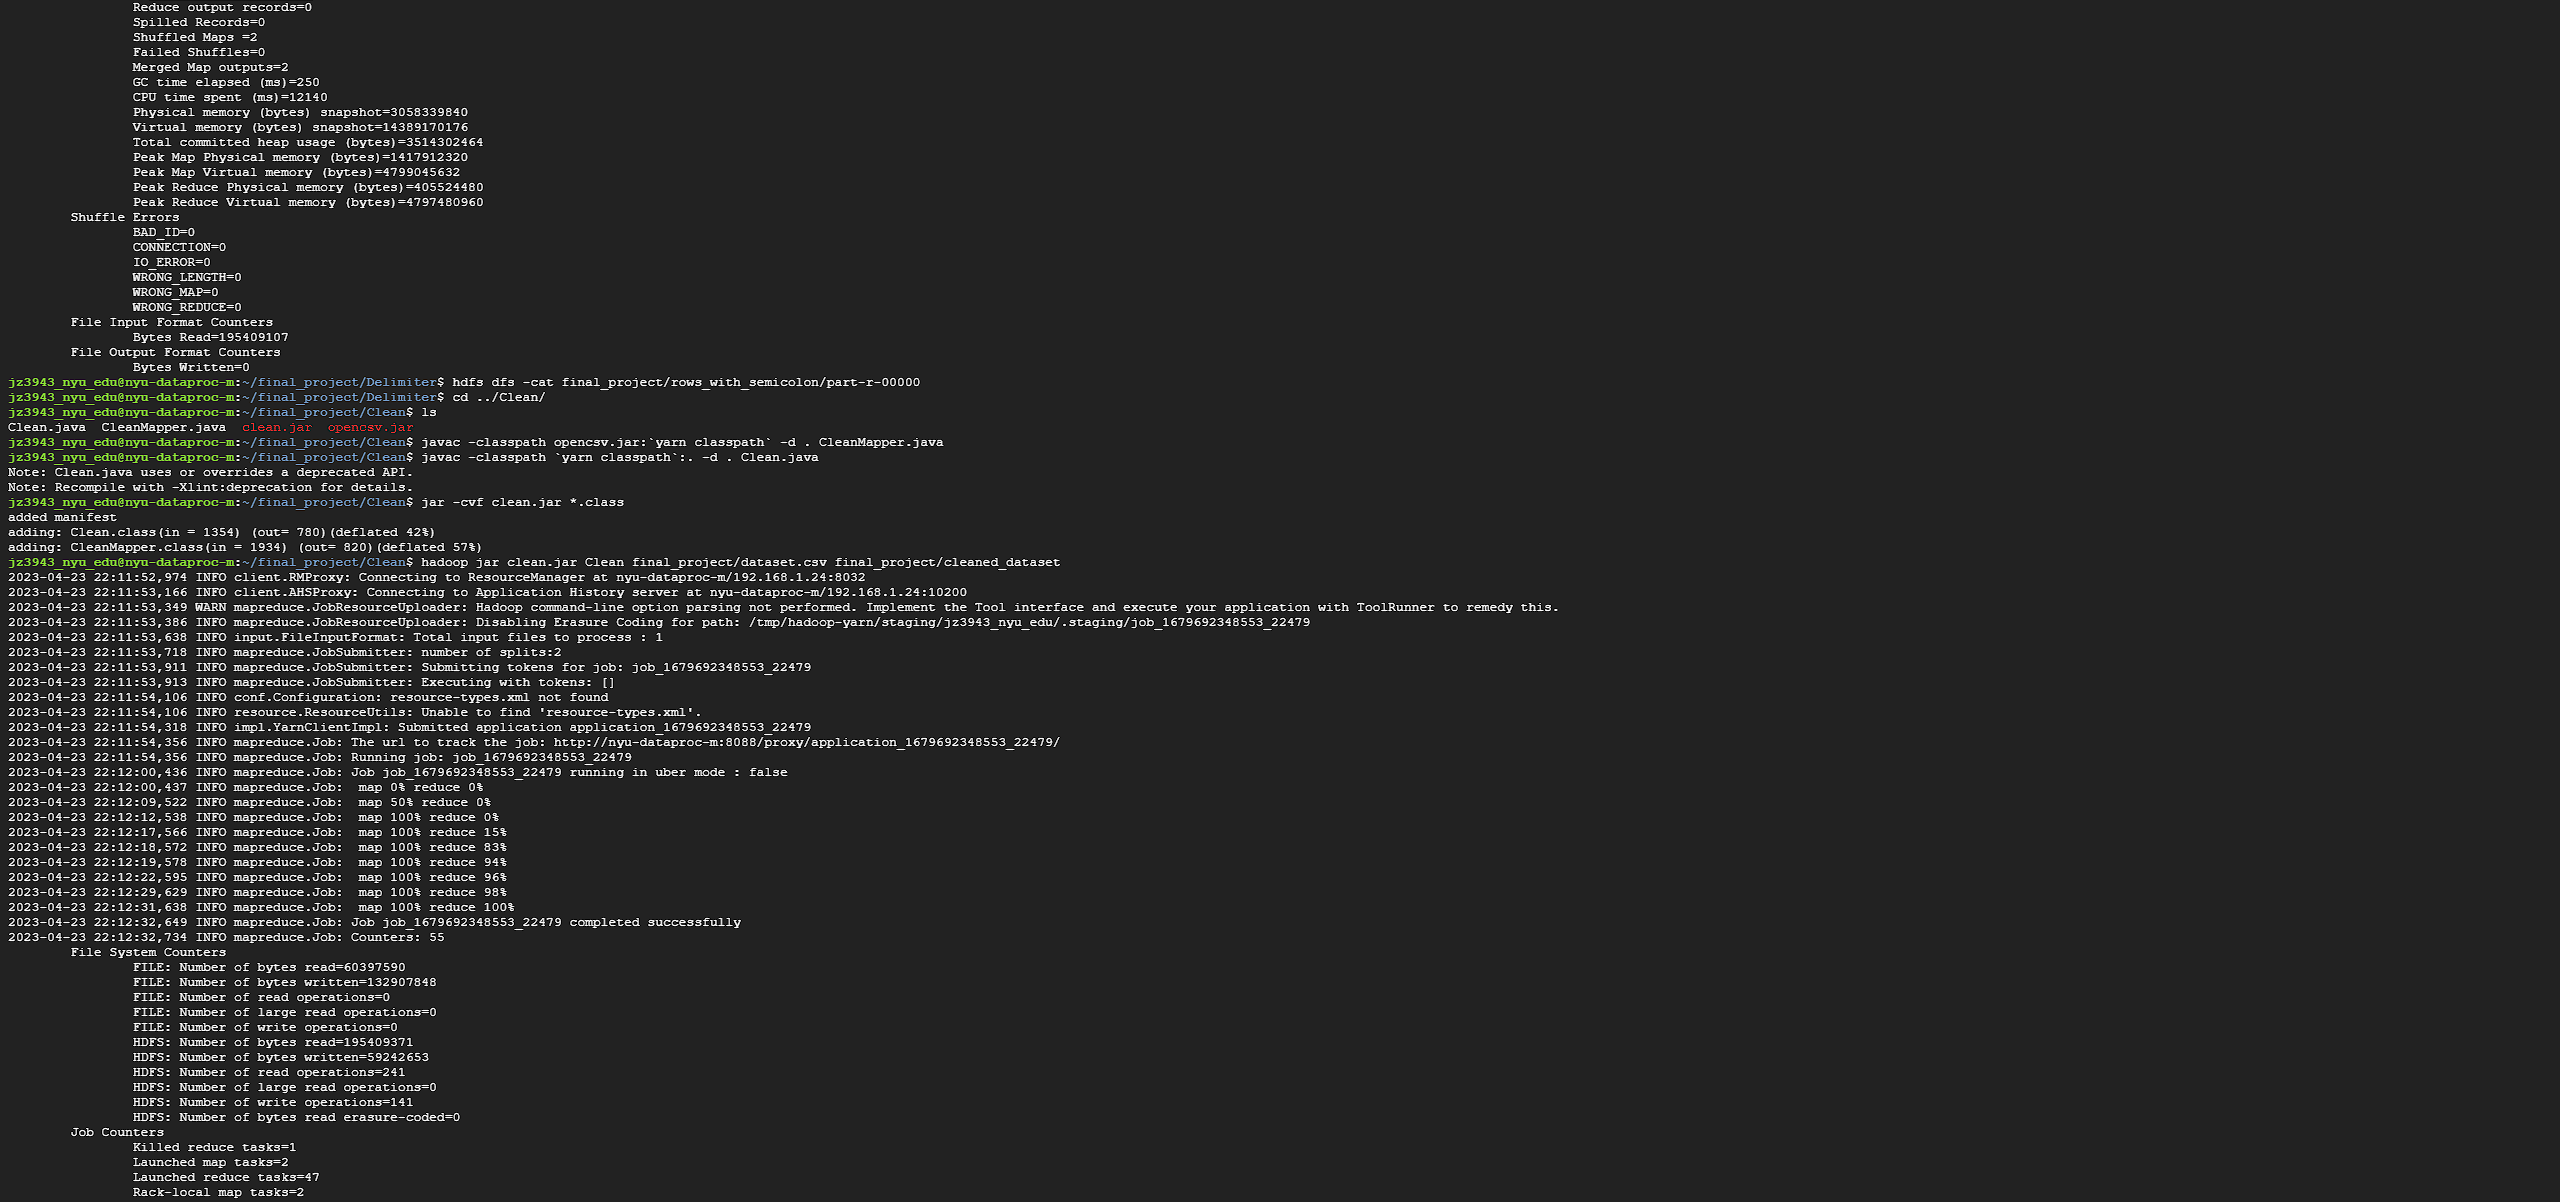 Reduce output records=0
Spilled Records=0
Shuffled Maps =2
Failed Shuffles=0
Merged Map outputs=2
GC time elapsed (ms)=250
CPU time spent (ms)=12140
Physical memory (bytes) snapshot=3058339840
Virtual memory (bytes) snapshot=14389170176
Total committed heap usage (bytes)=3514302464
Peak Map Physical memory (bytes)=1417912320
Peak Map Virtual memory (bytes)=4799045632
Peak Reduce Physical memory (bytes)=405524480
Peak Reduce Virtual memory (bytes)=4797480960
Shuffle Errors
BAD_ID=0
CONNECTION=0
IO_ERROR=0
WRONG_LENGTH=0
WRONG_MAP=0
WRONG_REDUCE=0
File Input Format Counters
Bytes Read=195409107
File Output Format Counters
Bytes Written=0
jz3943_nyu_edu@nyu-dataproc-m:~/final_project/Delimiter$ hdfs dfs -cat final_project/rows_with_semicolon/part-r-00000
jz3943_nyu_edu@nyu-dataproc-m:~/final_project/Delimiter$ cd ../Clean/
jz3943_nyu_edu@nyu-dataproc-m:~/final_project/Clean$ ls
Clean.java  CleanMapper.java  clean.jar  opencsv.jar
jz3943_nyu_edu@nyu-dataproc-m:~/final_project/Clean$ javac -classpath opencsv.jar:`yarn classpath` -d . CleanMapper.java
jz3943_nyu_edu@nyu-dataproc-m:~/final_project/Clean$ javac -classpath `yarn classpath`:. -d . Clean.java
Note: Clean.java uses or overrides a deprecated API.
Note: Recompile with -Xlint:deprecation for details.
jz3943_nyu_edu@nyu-dataproc-m:~/final_project/Clean$ jar -cvf clean.jar *.class
added manifest
adding: Clean.class(in = 1354) (out= 780)(deflated 42%)
adding: CleanMapper.class(in = 1934) (out= 820)(deflated 57%)
jz3943_nyu_edu@nyu-dataproc-m:~/final_project/Clean$ hadoop jar clean.jar Clean final_project/dataset.csv final_project/cleaned_dataset
2023-04-23 22:11:52,974 INFO client.RMProxy: Connecting to ResourceManager at nyu-dataproc-m/192.168.1.24:8032
2023-04-23 22:11:53,166 INFO client.AHSProxy: Connecting to Application History server at nyu-dataproc-m/192.168.1.24:10200
2023-04-23 22:11:53,349 WARN mapreduce.JobResourceUploader: Hadoop command-line option parsing not performed. Implement the Tool interface and execute your application with ToolRunner to remedy this.
2023-04-23 22:11:53,386 INFO mapreduce.JobResourceUploader: Disabling Erasure Coding for path: /tmp/hadoop-yarn/staging/jz3943_nyu_edu/.staging/job_1679692348553_22479
2023-04-23 22:11:53,638 INFO input.FileInputFormat: Total input files to process : 1
2023-04-23 22:11:53,718 INFO mapreduce.JobSubmitter: number of splits:2
2023-04-23 22:11:53,911 INFO mapreduce.JobSubmitter: Submitting tokens for job: job_1679692348553_22479
2023-04-23 22:11:53,913 INFO mapreduce.JobSubmitter: Executing with tokens: []
2023-04-23 22:11:54,106 INFO conf.Configuration: resource-types.xml not found
2023-04-23 22:11:54,106 INFO resource.ResourceUtils: Unable to find 'resource-types.xml'.
2023-04-23 22:11:54,318 INFO impl.YarnClientImpl: Submitted application application_1679692348553_22479
2023-04-23 22:11:54,356 INFO mapreduce.Job: The url to track the job: http://nyu-dataproc-m:8088/proxy/application_1679692348553_22479/
2023-04-23 22:11:54,356 INFO mapreduce.Job: Running job: job_1679692348553_22479
2023-04-23 22:12:00,436 INFO mapreduce.Job: Job job_1679692348553_22479 running in uber mode : false
2023-04-23 22:12:00,437 INFO mapreduce.Job:  map 0% reduce 0%
2023-04-23 22:12:09,522 INFO mapreduce.Job:  map 50% reduce 0%
2023-04-23 22:12:12,538 INFO mapreduce.Job:  map 100% reduce 0%
2023-04-23 22:12:17,566 INFO mapreduce.Job:  map 100% reduce 15%
2023-04-23 22:12:18,572 INFO mapreduce.Job:  map 100% reduce 83%
2023-04-23 22:12:19,578 INFO mapreduce.Job:  map 100% reduce 94%
2023-04-23 22:12:22,595 INFO mapreduce.Job:  map 100% reduce 96%
2023-04-23 22:12:29,629 INFO mapreduce.Job:  map 100% reduce 98%
2023-04-23 22:12:31,638 INFO mapreduce.Job:  map 100% reduce 100%
2023-04-23 22:12:32,649 INFO mapreduce.Job: Job job_1679692348553_22479 completed successfully
2023-04-23 22:12:32,734 INFO mapreduce.Job: Counters: 55
File System Counters
FILE: Number of bytes read=60397590
FILE: Number of bytes written=132907848
FILE: Number of read operations=0
FILE: Number of large read operations=0
FILE: Number of write operations=0
HDFS: Number of bytes read=195409371
HDFS: Number of bytes written=59242653
HDFS: Number of read operations=241
HDFS: Number of large read operations=0
HDFS: Number of write operations=141
HDFS: Number of bytes read erasure-coded=0
Job Counters
Killed reduce tasks=1
Launched map tasks=2
Launched reduce tasks=47
Rack-local map tasks=2